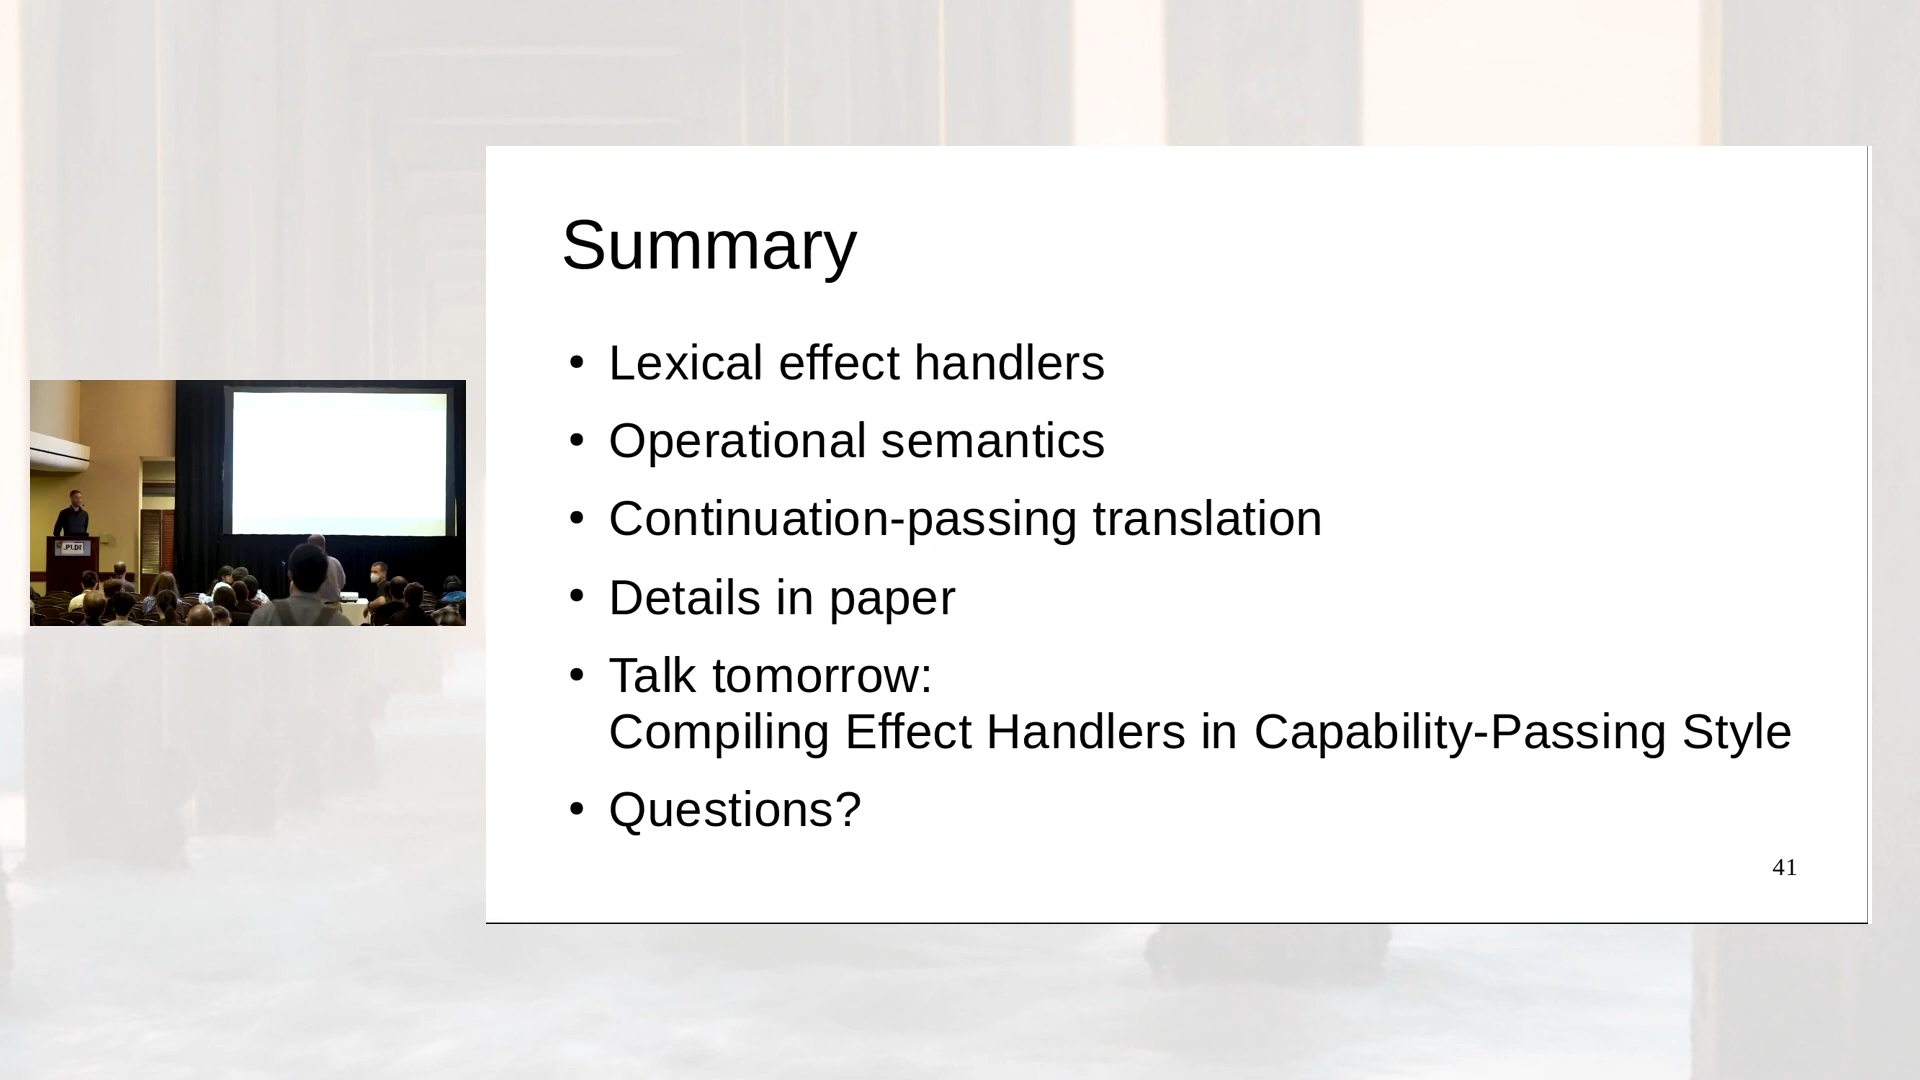 Summary
• Lexical effect handlers
• Operational semantics
• Continuation-passing translation
• Details in paper
• Talk tomorrow:
Compiling Effect Handlers in Capability-Passing Style
• Questions?
41
PLDI